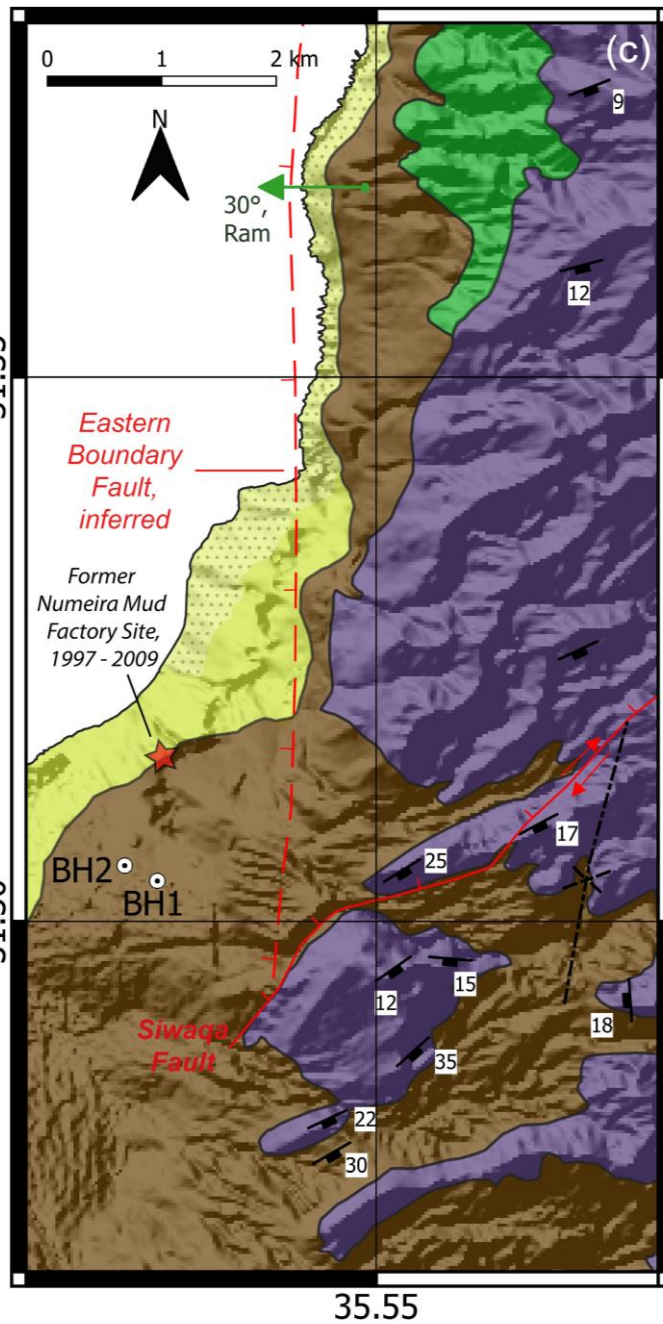 (c)
0 1 2 km
N
9
30°,
Ram
12
Eastern
Boundary
Fault,
inferred
Former
Numeira Mud
Factory Site,
1997 - 2009
17
25
BH2
BH1
15
12
18
Siwaqa
Fault
35
22
30
35.55